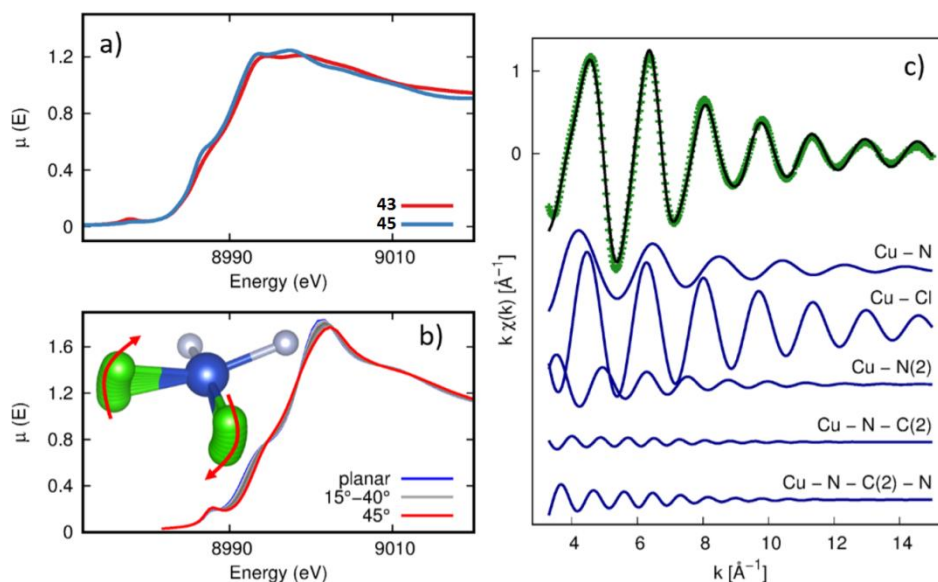 a)
1.2
0.8
0.4
0
μ (E)
43
45
8990
9010
Energy (eV)
b)
1.6
1.2
0.8
0.4
0
μ (E)
planar
15°−40°
45°
8990
9010
Energy (eV)
c)
1
0
k χ(k) [Å⁻¹]
Cu − N
Cu − Cl
Cu − N(2)
Cu − N − C(2)
Cu − N − C(2) − N
4 6 8 10 12 14
k [Å⁻¹]